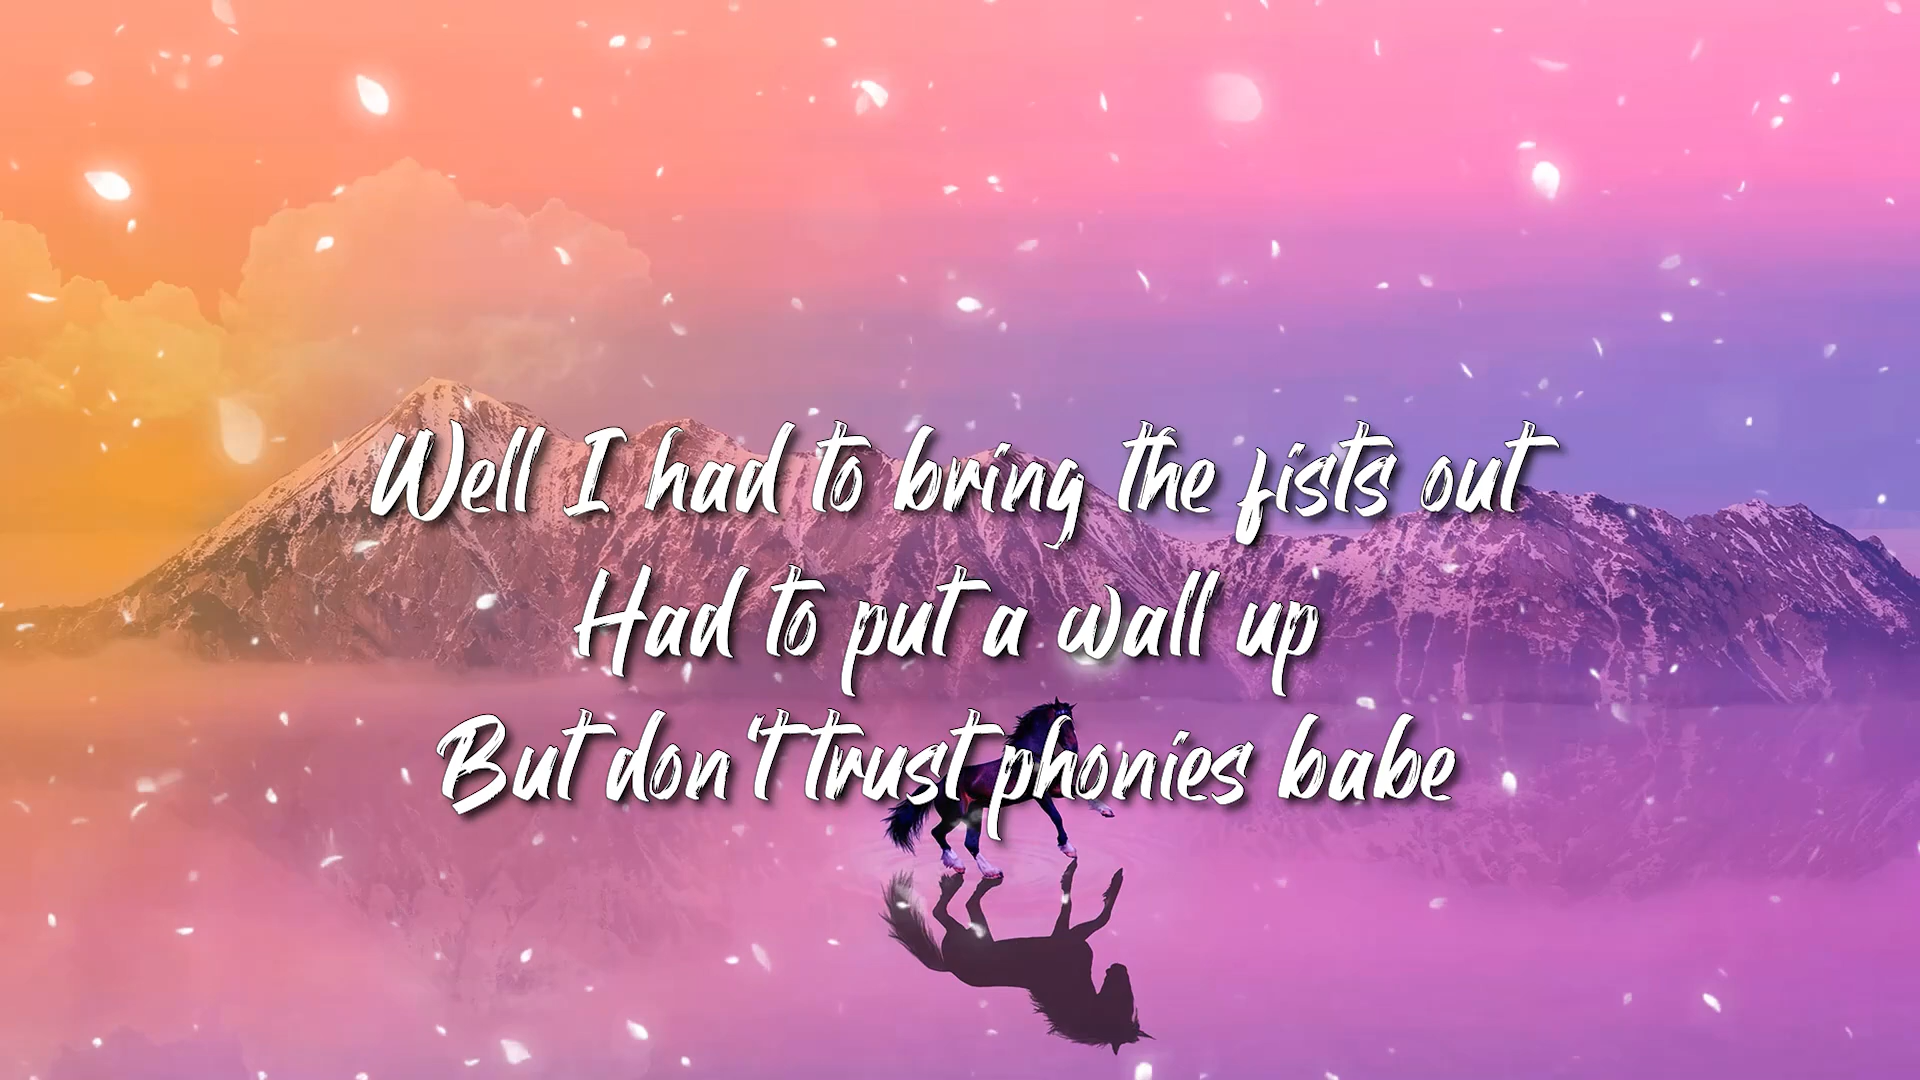 Well I had to bring the fists out
Had to put a wall up
But don't trust phonies babe